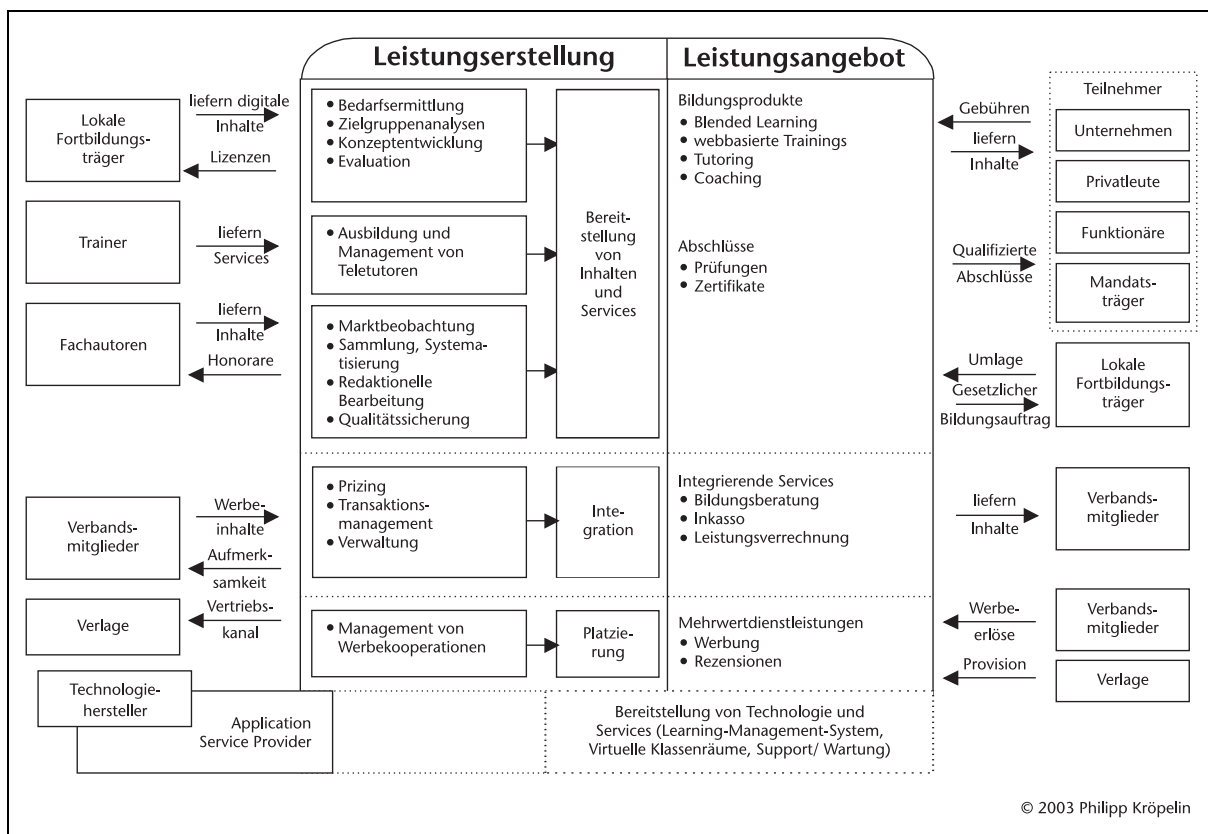 Leistungserstellung
Leistungsangebot
Lokale
Fortbildungs-
träger
liefern digitale
Inhalte
Lizenzen
Trainer
liefern
Services
Fachautoren
liefern
Inhalte
Honorare
Verbands-
mitglieder
Werbe-
inhalte
Aufmerk-
samkeit
Verlage
Vertriebs-
kanal
Technologie-
hersteller
Application
Service Provider
• Bedarfsermittlung
• Zielgruppenanalysen
• Konzeptentwicklung
• Evaluation
• Ausbildung und
Management von
Teletutoren
• Marktbeobachtung
• Sammlung, Systema-
tisierung
• Redaktionelle
Bearbeitung
• Qualitätssicherung
Bereit-
stellung
von
Inhalten
und
Services
• Prizing
• Transaktions-
management
• Verwaltung
Inte-
gration
• Management von
Werbekooperationen
Platzie-
rung
Bildungsprodukte
• Blended Learning
• webbasierte Trainings
• Tutoring
• Coaching
Abschlüsse
• Prüfungen
• Zertifikate
Integrierende Services
• Bildungsberatung
• Inkasso
• Leistungsverrechnung
Mehrwertdienstleistungen
• Werbung
• Rezensionen
Bereitstellung von Technologie und
Services (Learning-Management-System,
Virtuelle Klassenräume, Support/ Wartung)
Gebühren
liefern
Inhalte
Qualifizierte
Abschlüsse
Teilnehmer
Unternehmen
Privatleute
Funktionäre
Mandats-
träger
Umlage
Gesetzlicher
Bildungsauftrag
Lokale
Fortbildungs-
träger
liefern
Inhalte
Verbands-
mitglieder
Werbe-
erlöse
Verbands-
mitglieder
Provision
Verlage
© 2003 Philipp Kröpelin